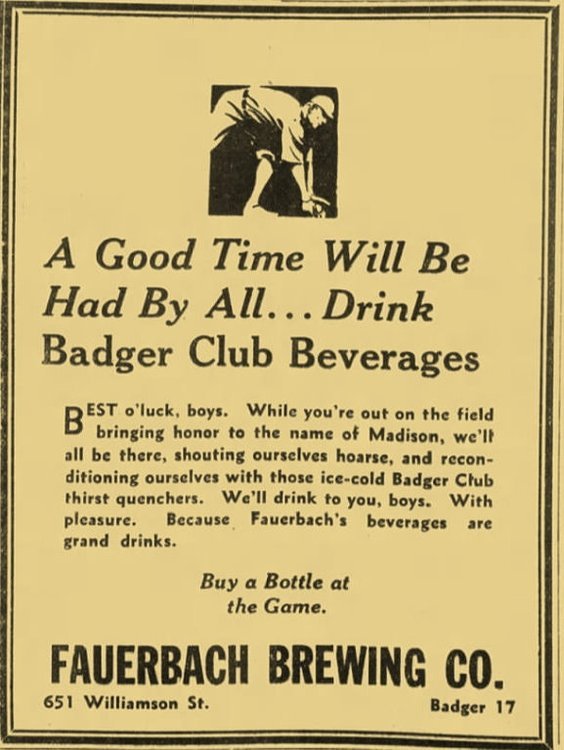 A Good Time Will Be
Had By All... Drink
Badger Club Beverages
BEST o'luck, boys. While you're out on the field
bringing honor to the name of Madison, we'll
all be there, shouting ourselves hoarse, and recon-
ditioning ourselves with those ice-cold Badger Club
thirst quenchers. We'll drink to you, boys. With
pleasure. Because Fauerbach's beverages are
grand drinks.
Buy a Bottle at
the Game.
FAUERBACH BREWING CO.
651 Williamson St. Badger 17